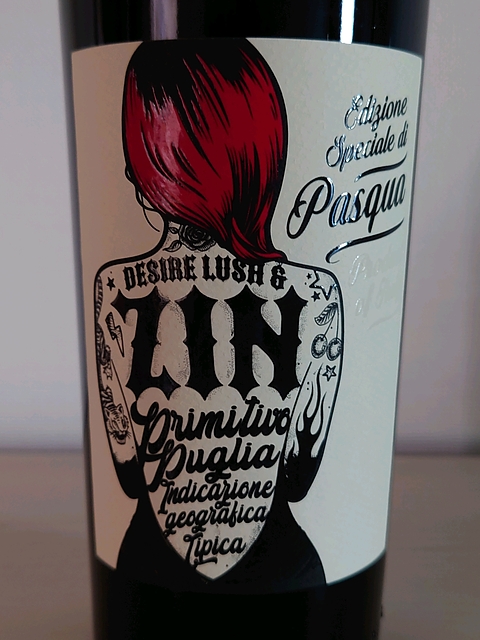 Edizione
Speciale di
Pasqua
DESIRE LUSH &
ZIN
Primitivo
Puglia
Indicazione
geografica
Tipica